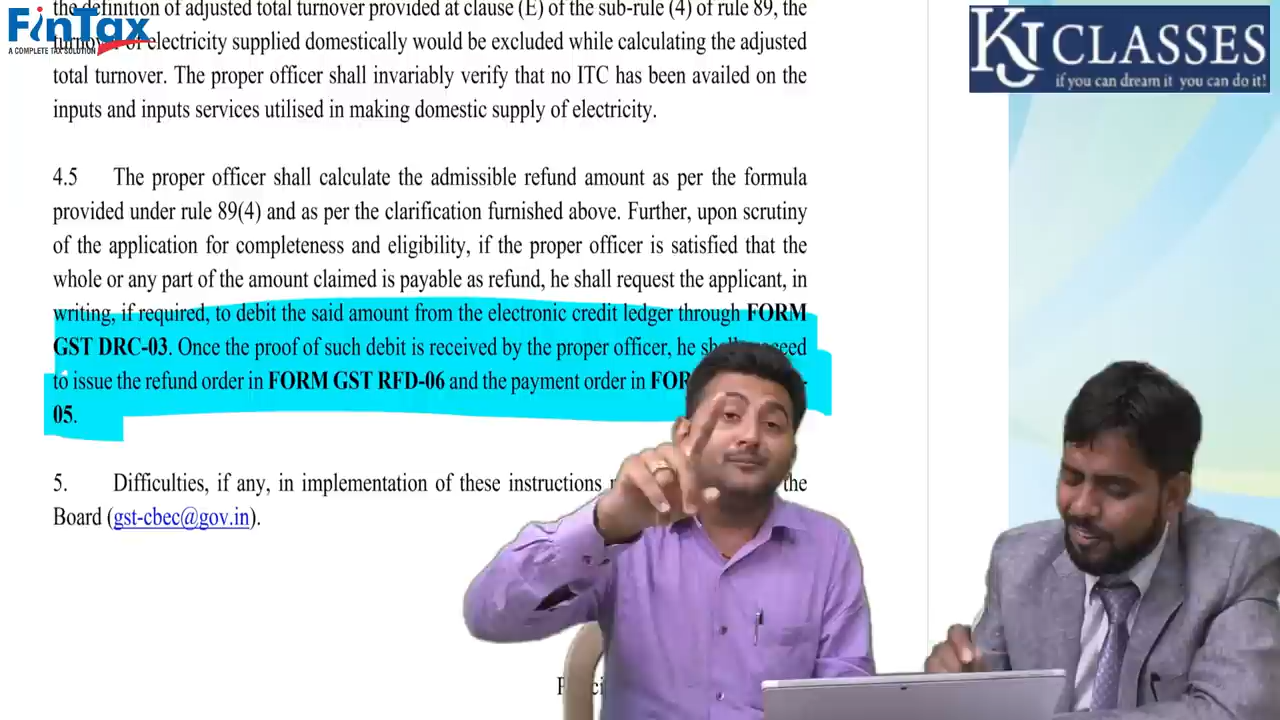 the definition of adjusted total turnover provided at clause (E) of the sub-rule (4) of rule 89, the
FinTax
A COMPLETE TAX SOLUTION
of electricity supplied domestically would be excluded while calculating the adjusted
total turnover. The proper officer shall invariably verify that no ITC has been availed on the
inputs and inputs services utilised in making domestic supply of electricity.
KJ CLASSES
if you can dream it you can do it!
4.5 The proper officer shall calculate the admissible refund amount as per the formula
provided under rule 89(4) and as per the clarification furnished above. Further, upon scrutiny
of the application for completeness and eligibility, if the proper officer is satisfied that the
whole or any part of the amount claimed is payable as refund, he shall request the applicant, in
writing, if required, to debit the said amount from the electronic credit ledger through FORM
GST DRC-03. Once the proof of such debit is received by the proper officer, he
to issue the refund order in FORM GST RFD-06 and the payment order in
05.
5. Difficulties, if any, in implementation of these instructions the
Board (gst-cbec@gov.in).